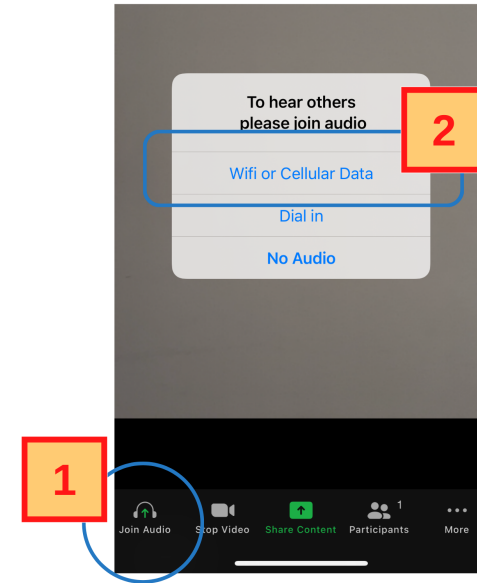 To hear others
please join audio
2
Wifi or Cellular Data
Dial in
No Audio
1
1
Join Audio Stop Video Share Content Participants More